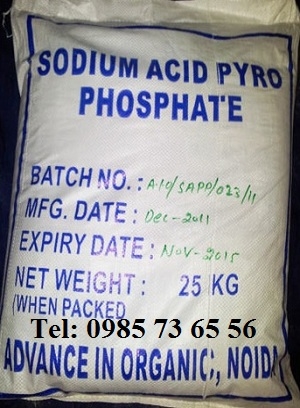 SODIUM ACID PYRO
PHOSPHATE
BATCH NO. : A-10/SAPP/023/11
MFG. DATE : Dec-2011
EXPIRY DATE : NOV-2015
NET WEIGHT : 25 KG
(WHEN PACKED
Tel: 0985 73 65 56
ADVANCE IN ORGANIC:, NOIDA